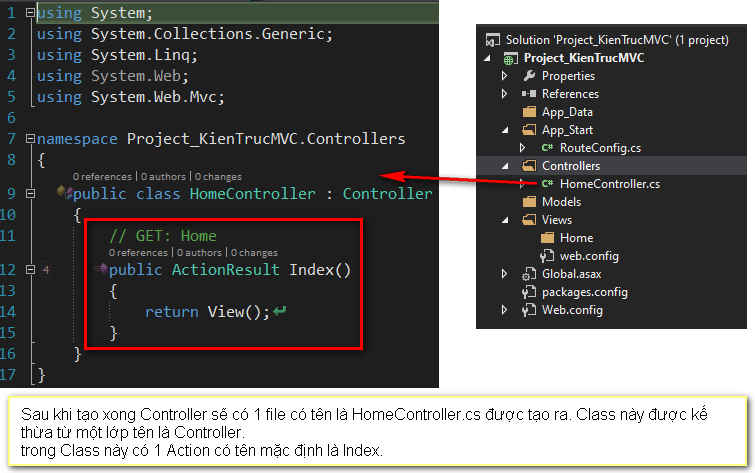 1 using System;
2 using System.Collections.Generic;
3 using System.Linq;
4 using System.Web;
5 using System.Web.Mvc;
6
7 namespace Project_KienTrucMVC.Controllers
8 {
0 references | 0 authors | 0 changes
9 public class HomeController : Controller
10 {
11 // GET: Home
0 references | 0 authors | 0 changes
12 4 public ActionResult Index()
13 {
14 return View();
15 }
16 }
17 }
Solution 'Project_KienTrucMVC' (1 project)
Project_KienTrucMVC
Properties
References
App_Data
App_Start
C# RouteConfig.cs
Controllers
C# HomeController.cs
Models
Views
Home
web.config
Global.asax
packages.config
Web.config
Sau khi tạo xong Controller sẽ có 1 file có tên là HomeController.cs được tạo ra. Class này được kế
thừa từ một lớp tên là Controller.
trong Class này có 1 Action có tên mặc định là Index.